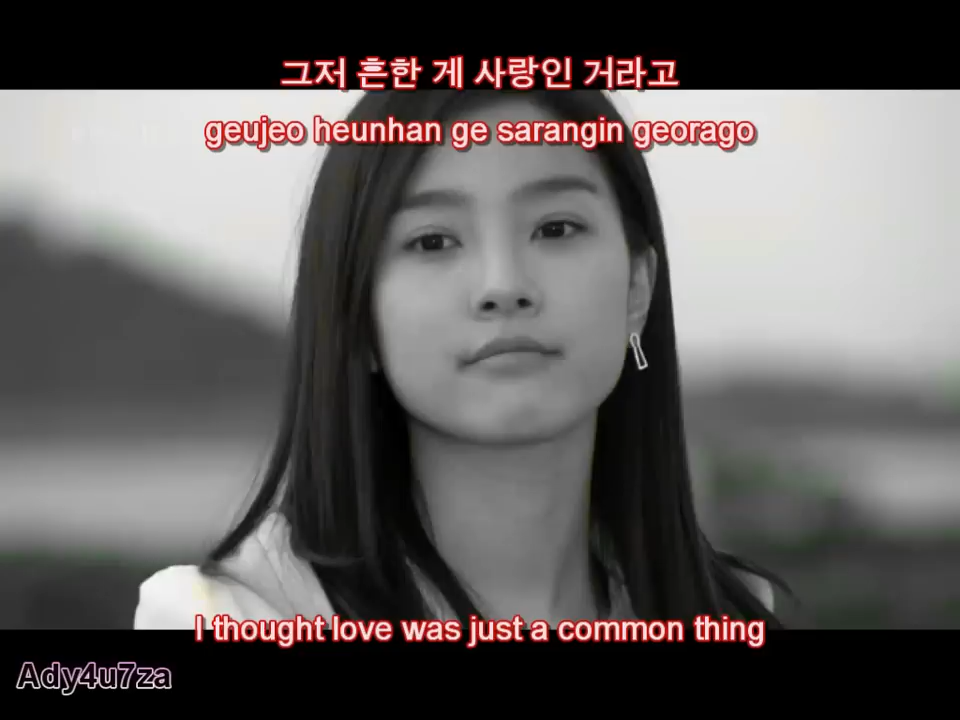 그저 흔한 게 사랑인 거라고
geujeo heunhan ge sarangin georago
I thought love was just a common thing
Ady4u7za